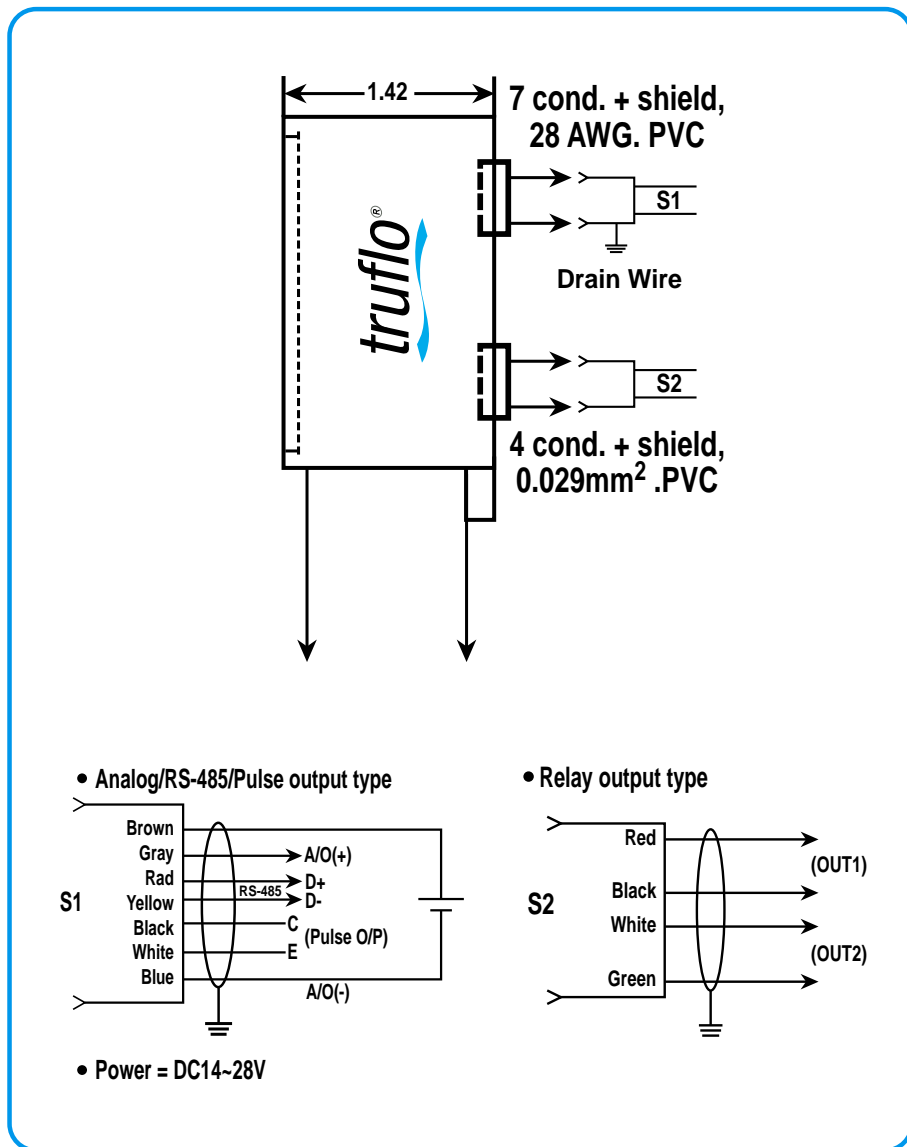 1.42
7 cond. + shield,
28 AWG. PVC
S1
Drain Wire
truflo®
S2
4 cond. + shield,
0.029mm² .PVC
• Analog/RS-485/Pulse output type
S1
Brown
Gray
A/O(+)
Rad
RS-485
D+
Yellow
D-
Black
C
(Pulse O/P)
White
E
Blue
A/O(-)
• Power = DC14~28V
• Relay output type
S2
Red
(OUT1)
Black
White
(OUT2)
Green